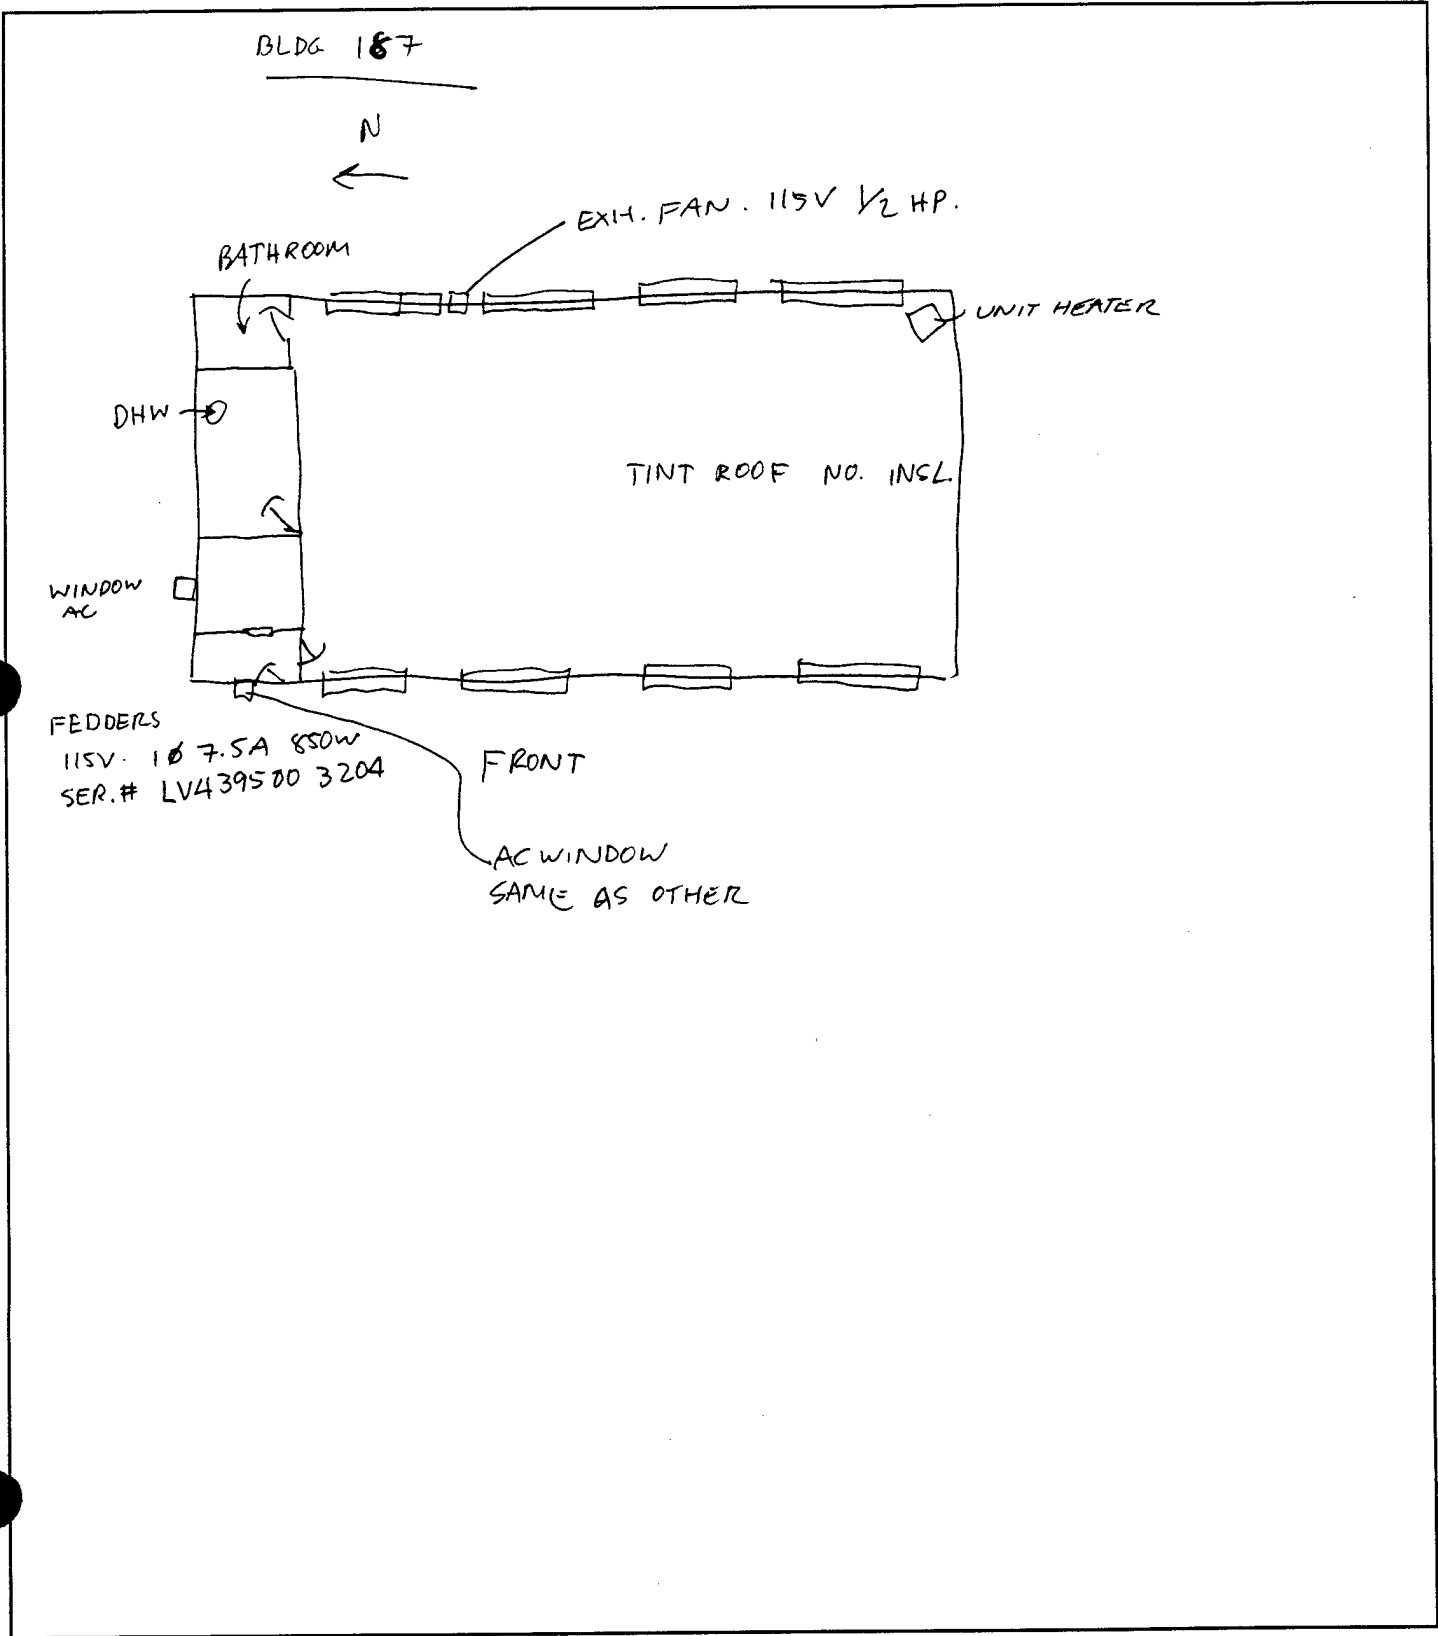 BLDG 187
N
EXH. FAN. 115V 1/2 HP.
BATHROOM
UNIT HEATER
DHW
TINT ROOF NO. INSL.
WINDOW
AC
FEDDERS
115V. 1Ø 7.5A 850W
SER.# LV439500 3204
FRONT
AC WINDOW
SAME AS OTHER